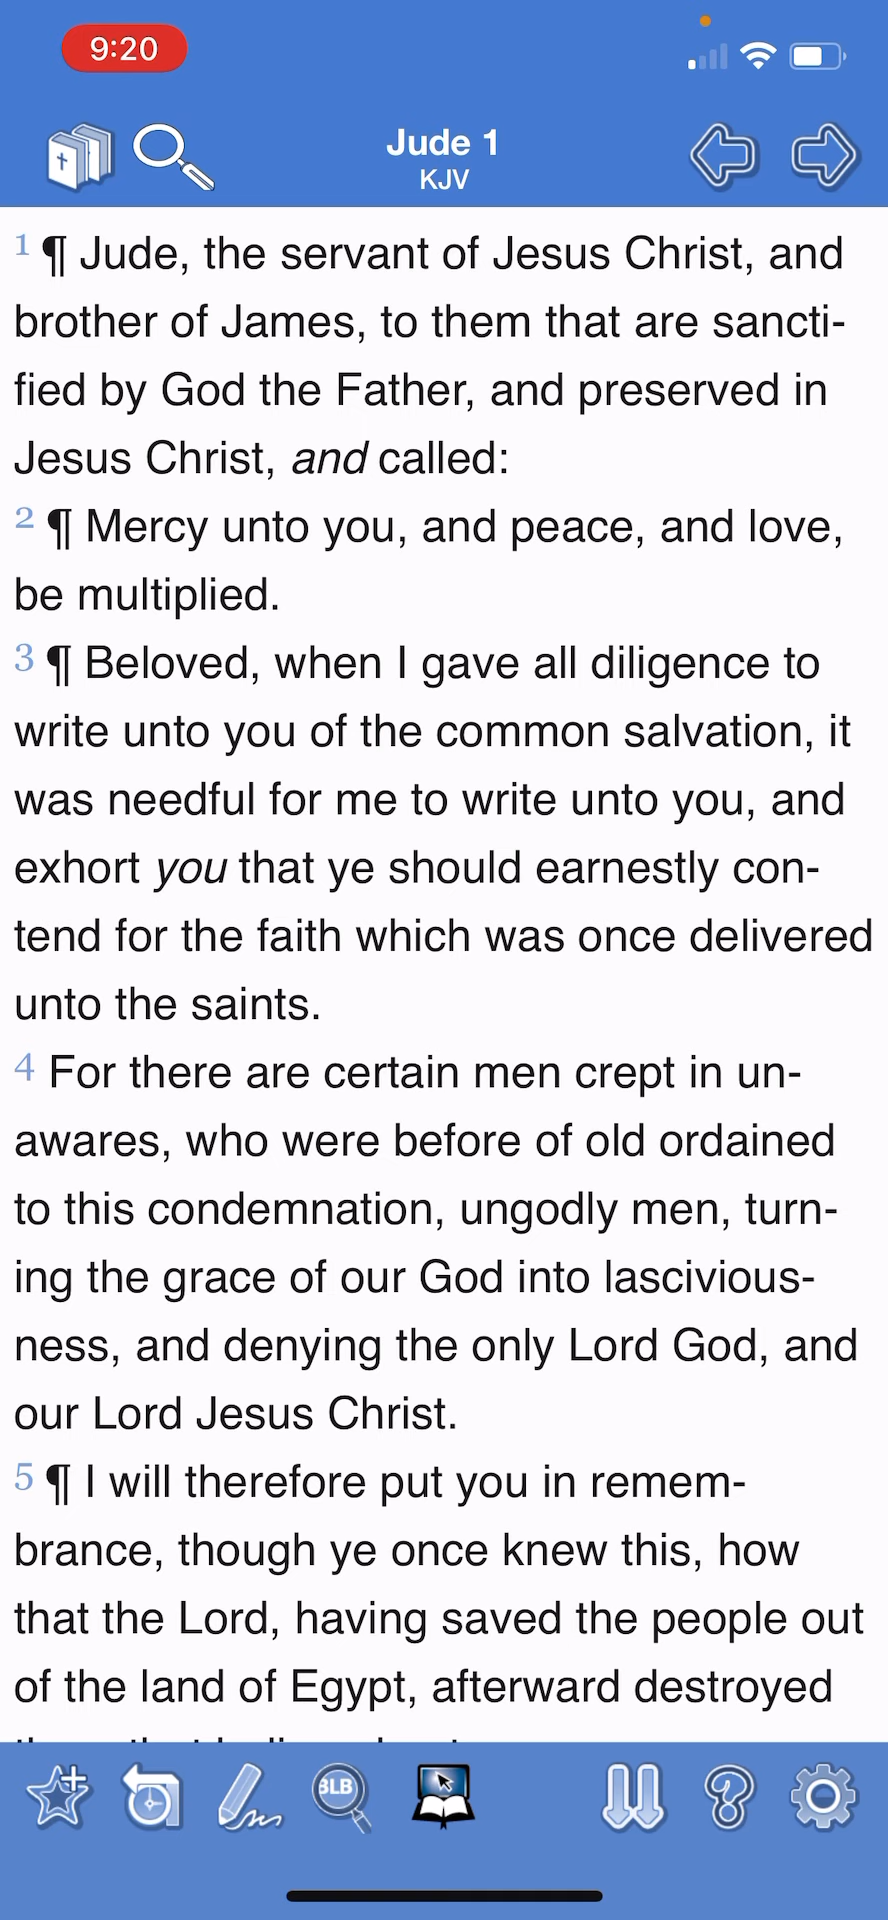 9:20
Jude 1
KJV
1 ¶ Jude, the servant of Jesus Christ, and
brother of James, to them that are sancti-
fied by God the Father, and preserved in
Jesus Christ, and called:
2 ¶ Mercy unto you, and peace, and love,
be multiplied.
3 ¶ Beloved, when I gave all diligence to
write unto you of the common salvation, it
was needful for me to write unto you, and
exhort you that ye should earnestly con-
tend for the faith which was once delivered
unto the saints.
4 For there are certain men crept in un-
awares, who were before of old ordained
to this condemnation, ungodly men, turn-
ing the grace of our God into lascivious-
ness, and denying the only Lord God, and
our Lord Jesus Christ.
5 ¶ I will therefore put you in remem-
brance, though ye once knew this, how
that the Lord, having saved the people out
of the land of Egypt, afterward destroyed
BLB